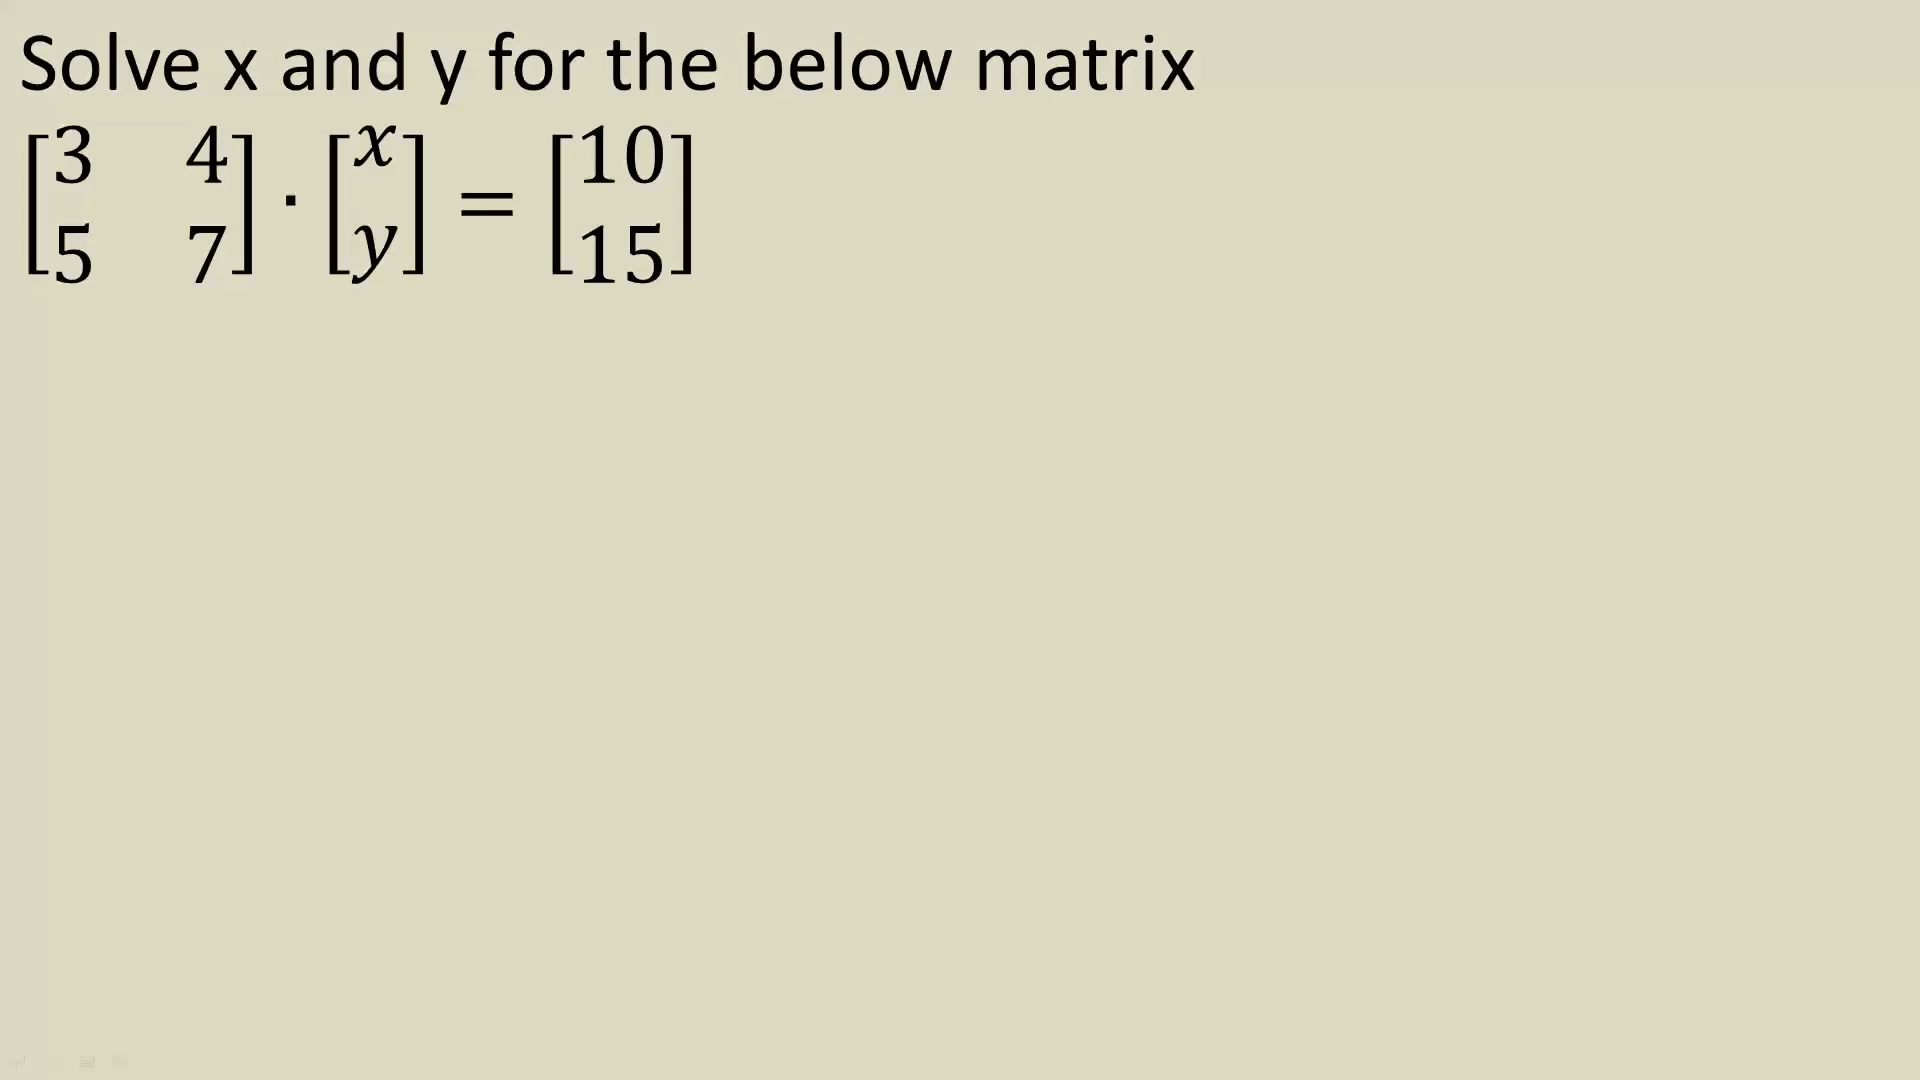 Solve x and y for the below matrix
[3 4
5 7] · [x
y] = [10
15]